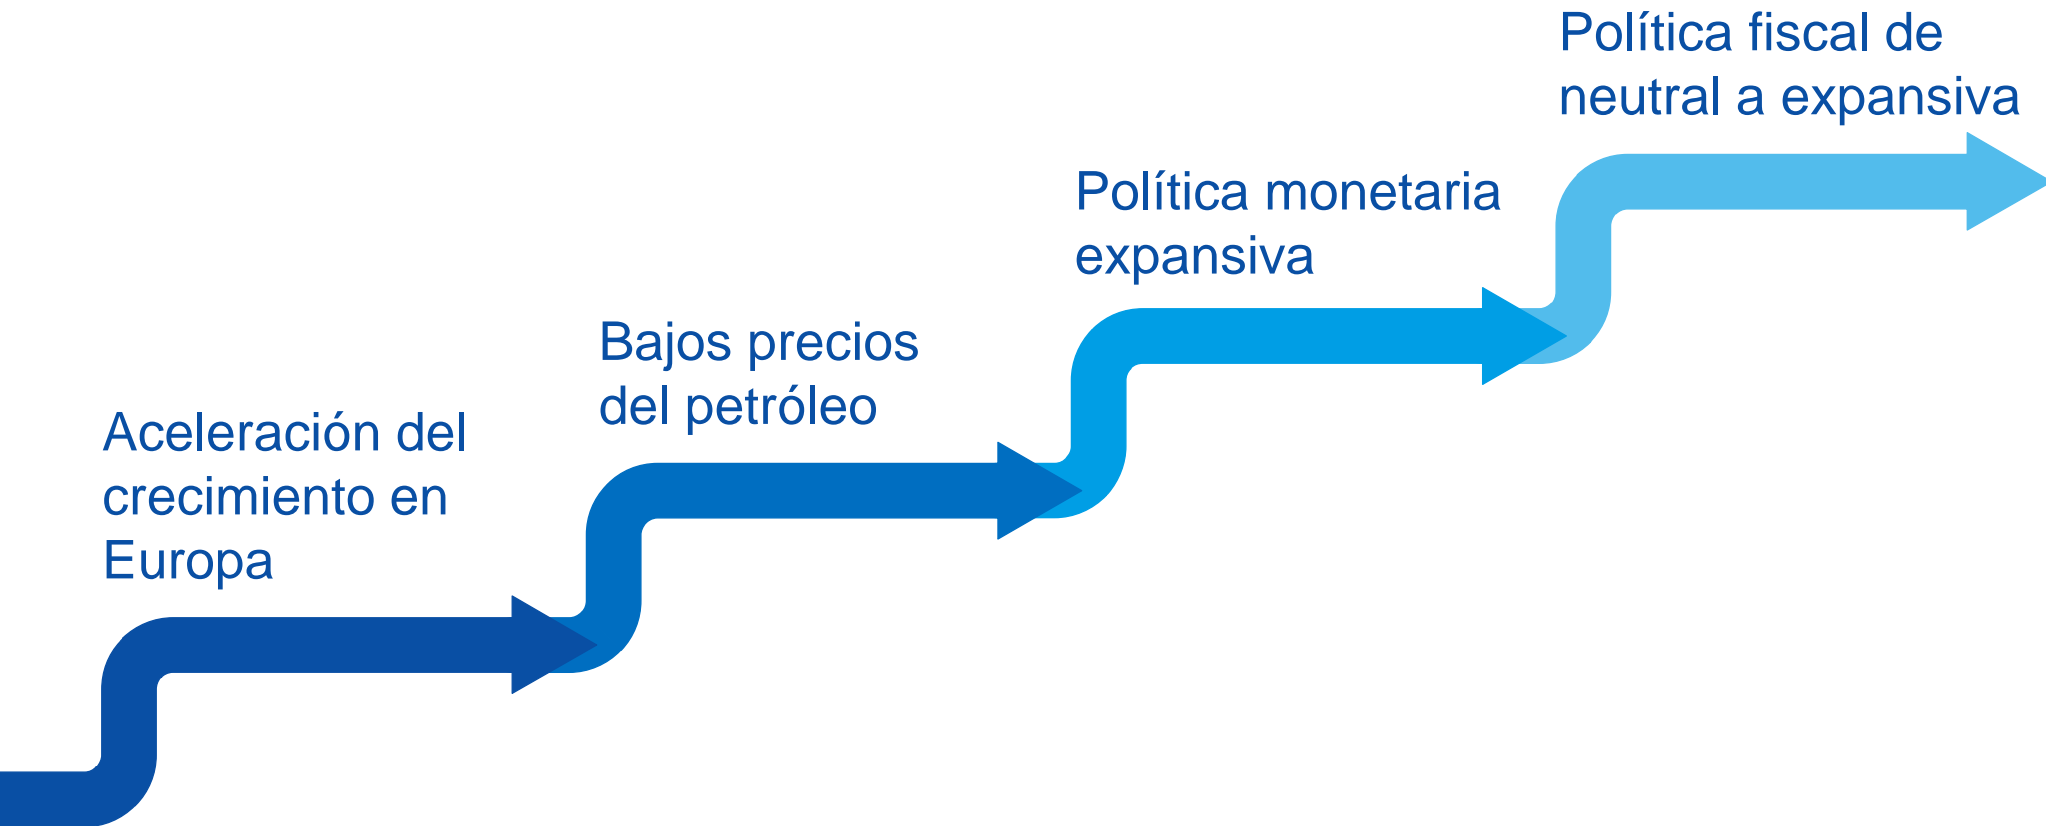 Política fiscal de
neutral a expansiva
Política monetaria
expansiva
Bajos precios
del petróleo
Aceleración del
crecimiento en
Europa